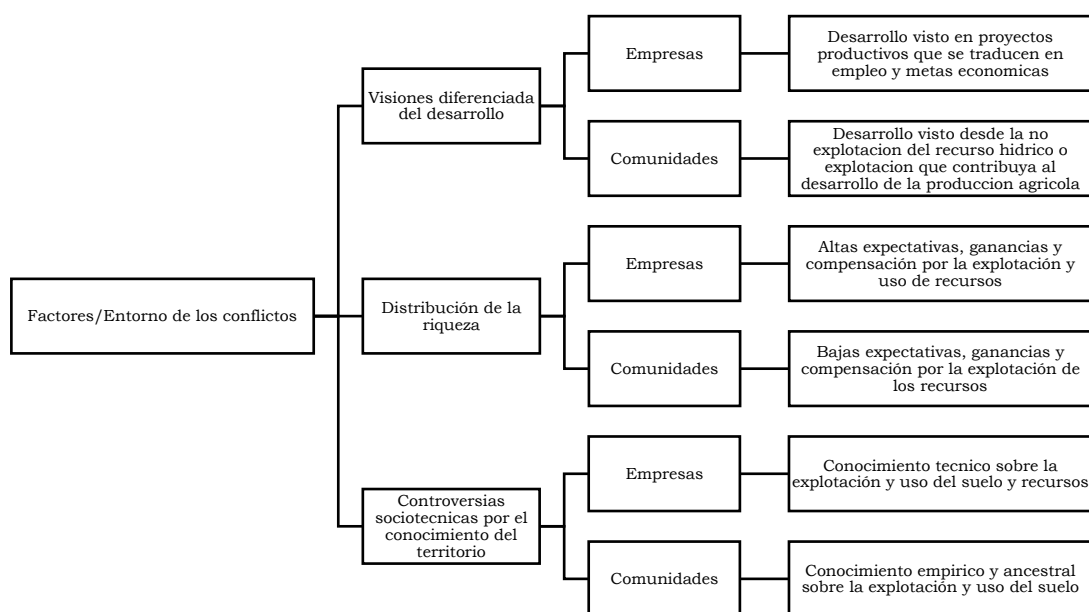 Factores/Entorno de los conflictos
Visiones diferenciada
del desarrollo
Empresas
Desarrollo visto en proyectos
productivos que se traducen en
empleo y metas economicas
Comunidades
Desarrollo visto desde la no
explotacion del recurso hidrico o
explotacion que contribuya al
desarrollo de la produccion agricola
Distribución de la
riqueza
Empresas
Altas expectativas, ganancias y
compensación por la explotación y
uso de recursos
Comunidades
Bajas expectativas, ganancias y
compensación por la explotación de
los recursos
Controversias
sociotecnicas por el
conocimiento del
territorio
Empresas
Conocimiento tecnico sobre la
explotación y uso del suelo y recursos
Comunidades
Conocimiento empirico y ancestral
sobre la explotación y uso del suelo